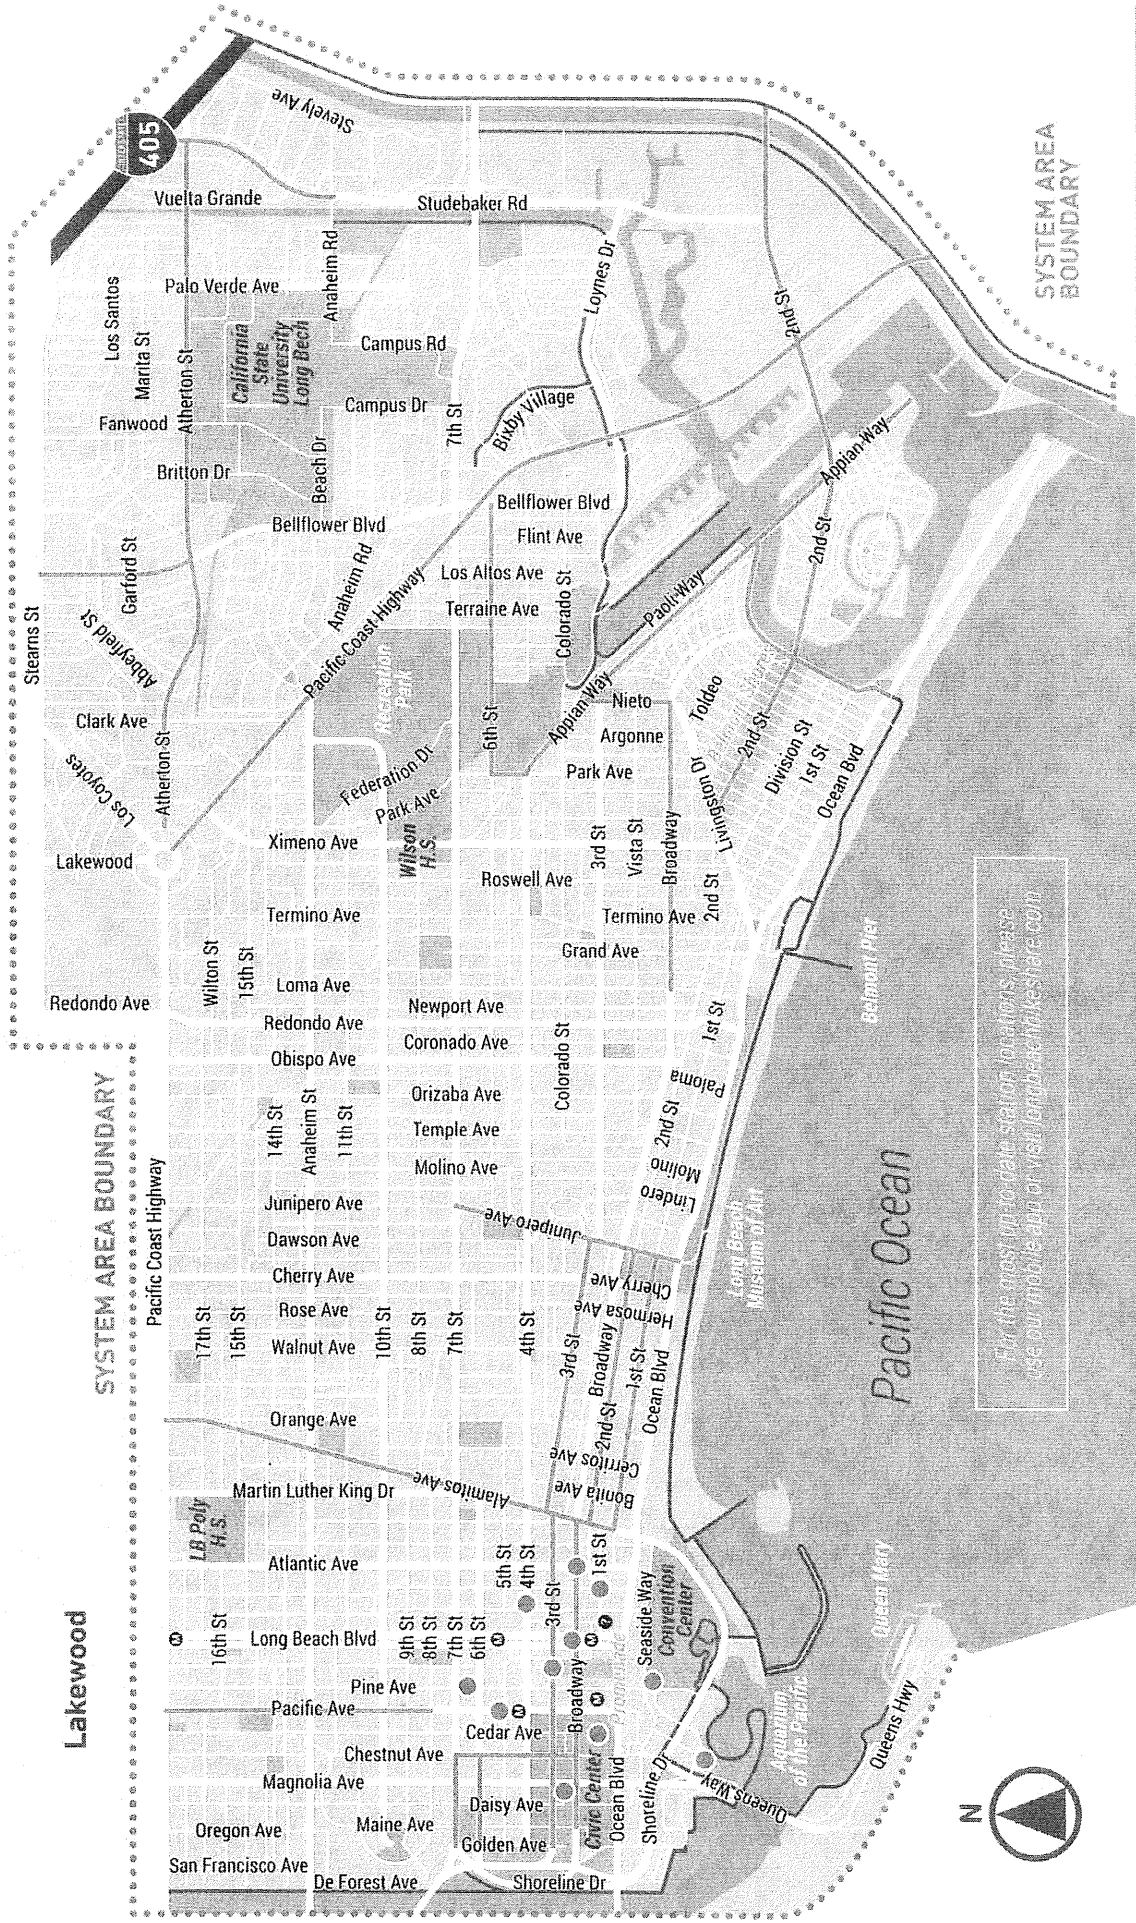 Lakewood
SYSTEM AREA BOUNDARY
SYSTEM AREA
BOUNDARY
Stearns St
INTERSTATE
405
Stevely Ave
Vuelta Grande
Studebaker Rd
Los Santos
Marita St
Palo Verde Ave
Anaheim Rd
Loynes Dr
Atherton St
California
State
University
Long Bech
Campus Rd
2nd St
Fanwood
Campus Dr
7th St
Bixby Village
Britton Dr
Beach Dr
Appian Way
Bellflower Blvd
Bellflower Blvd
Flint Ave
2nd St
Garford St
Anaheim Rd
Los Altos Ave
Colorado St
Paoli Way
Abbeyfield St
Pacific Coast Highway
Terraine Ave
Recreation
Park
Clark Ave
6th St
Appian Way
Nieto
Toldeo
Los Coyotes
Atherton St
Federation Dr
Argonne
2nd St
Division St
Park Ave
Park Ave
1st St
Livingston Dr
Ocean Bvd
Lakewood
Ximeno Ave
Wilson
H.S.
3rd St
Vista St
Broadway
Roswell Ave
Termino Ave
Termino Ave
2nd St
Grand Ave
Belmont Pier
Wilton St
15th St
Redondo Ave
Loma Ave
Newport Ave
Redondo Ave
Coronado Ave
Colorado St
1st St
Obispo Ave
Paloma
14th St
Anaheim St
11th St
Orizaba Ave
Temple Ave
2nd St
Molino Ave
Molino
Lindero
Long Beach
Musum of Art
Pacific Coast Highway
Junipero Ave
Junipero Ave
Dawson Ave
Cherry Ave
Cherry Ave
Rose Ave
Hermosa Ave
17th St
15th St
Walnut Ave
10th St
8th St
7th St
4th St
3rd St
Broadway
1st St
Ocean Blvd
Orange Ave
2nd St
Cerritos Ave
Martin Luther King Dr
Alamitos Ave
Bonita Ave
LB Poly
H.S.
Atlantic Ave
5th St
4th St
1st St
3rd St
16th St
Long Beach Blvd
9th St
8th St
7th St
6th St
Seaside Way
Convention
Center
Queen Mary
Pine Ave
Pacific Ave
Broadway
Promenade
Cedar Ave
Chestnut Ave
Magnolia Ave
Civic Center
Ocean Blvd
Shoreline Dr
Queens Way
Aquarium
of the Pacific
Queens Hwy
Oregon Ave
Maine Ave
Daisy Ave
Golden Ave
San Francisco Ave
De Forest Ave
Shoreline Dr
Pacific Ocean
For the most up to date station locations, please
N